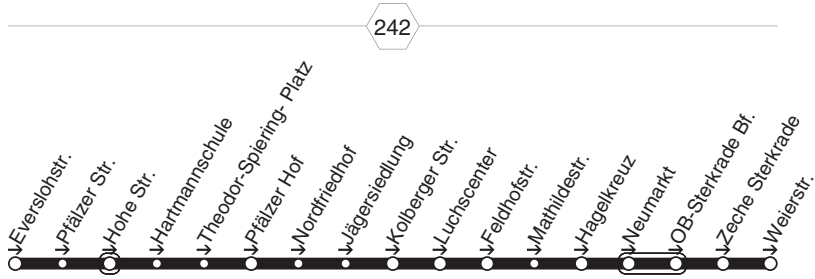 242
Everslohstr.
Pfälzer Str.
Hohe Str.
Hartmannschule
Theodor-Spiering- Platz
Pfälzer Hof
Nordfriedhof
Jägersiedlung
Kolberger Str.
Luchscenter
Feldhofstr.
Mathildestr.
Hagelkreuz
Neumarkt
OB-Sterkrade Bf.
Zeche Sterkrade
Weierstr.